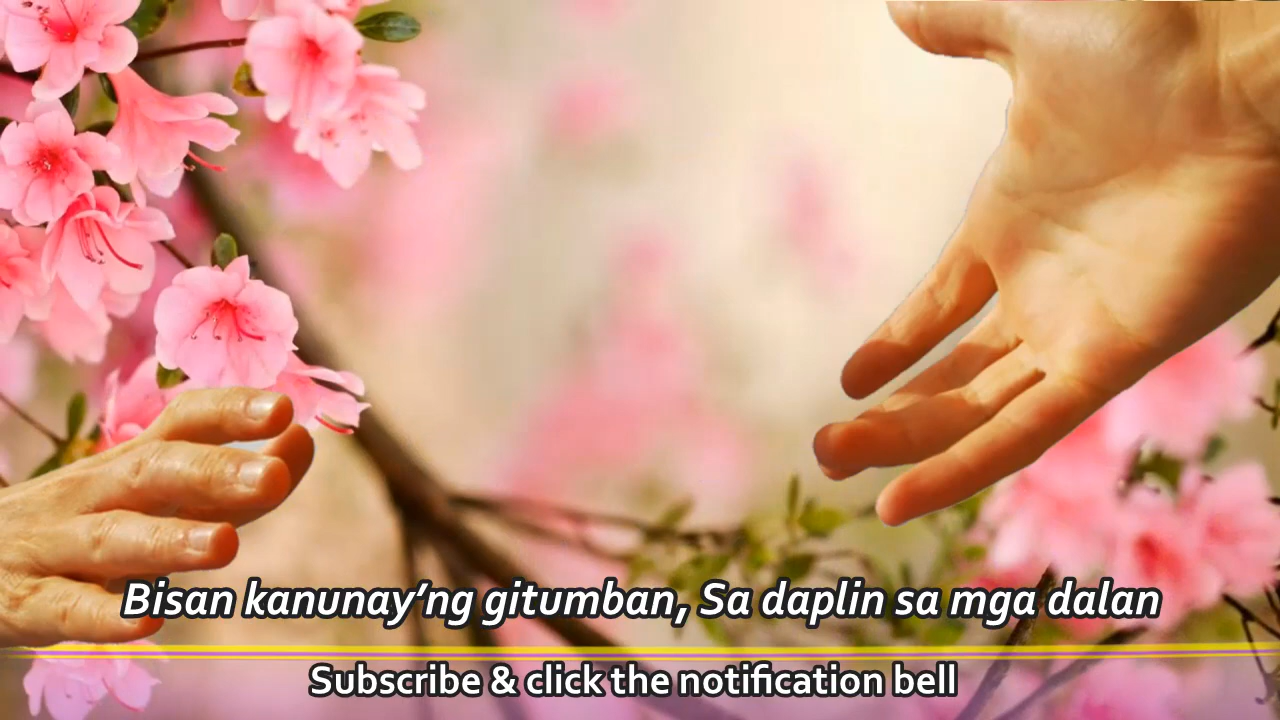 Bisan kanunay’ng gitumban, Sa daplin sa mga dalan
Subscribe & click the notification bell